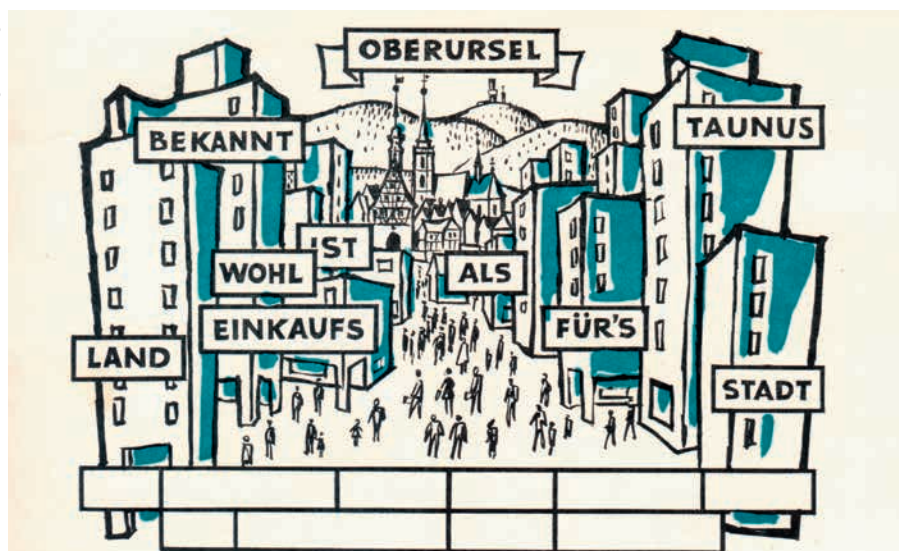 OBERURSEL
BEKANNT
TAUNUS
IST
WOHL
ALS
EINKAUFS
FÜR'S
LAND
STADT